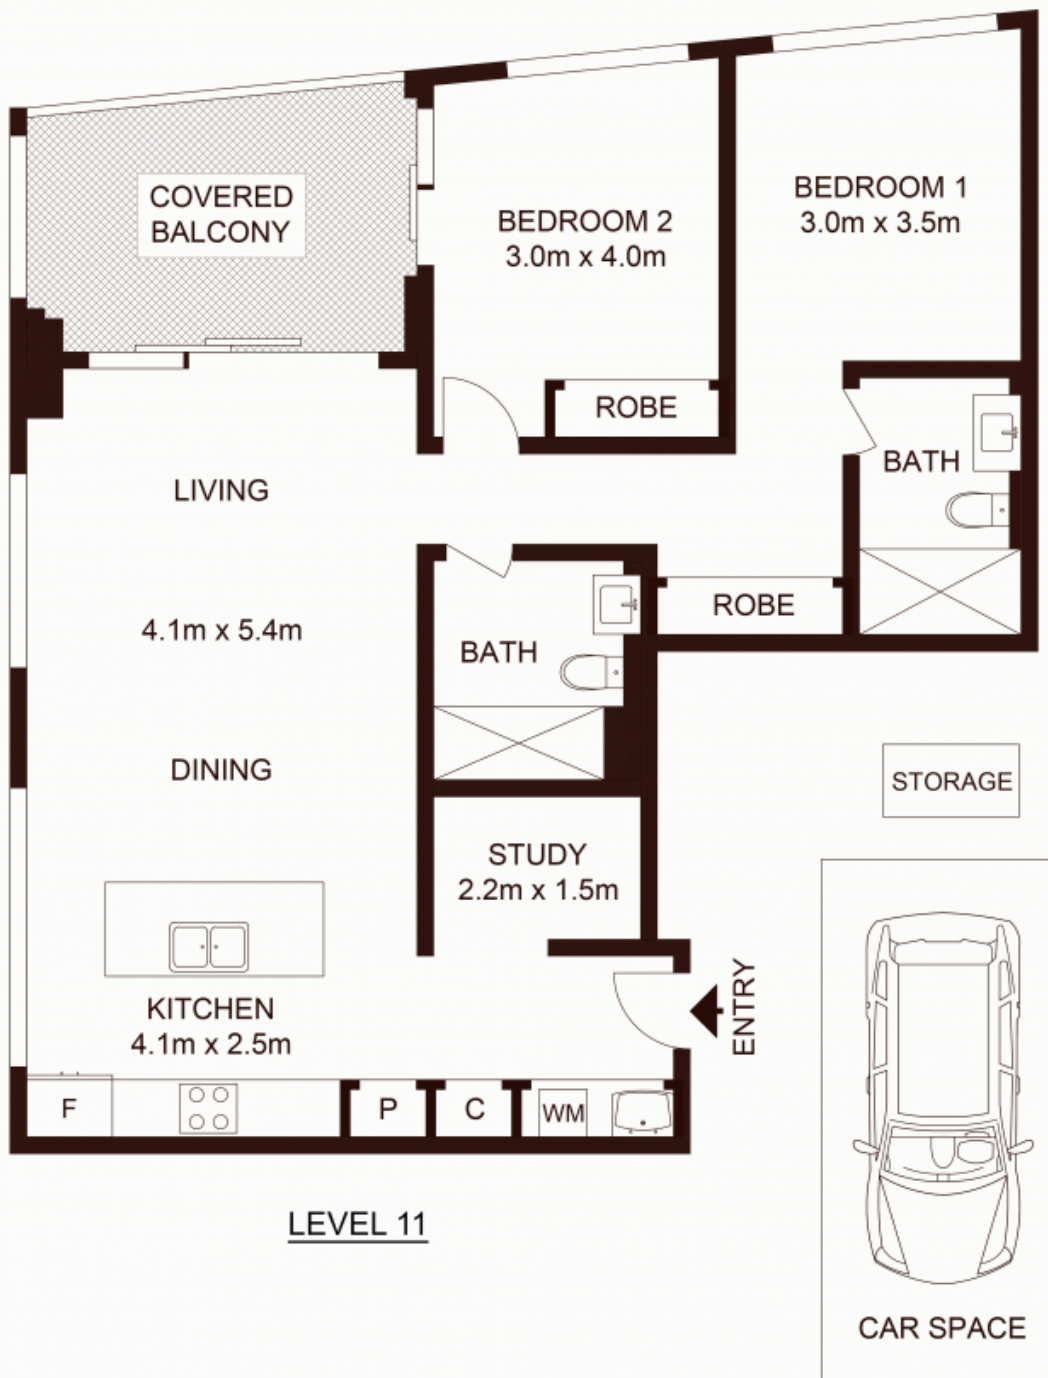 COVERED
BALCONY
BEDROOM 2
3.0m x 4.0m
BEDROOM 1
3.0m x 3.5m
ROBE
BATH
LIVING
4.1m x 5.4m
ROBE
BATH
DINING
STORAGE
STUDY
2.2m x 1.5m
KITCHEN
4.1m x 2.5m
ENTRY
F
P
C
WM
LEVEL 11
CAR SPACE